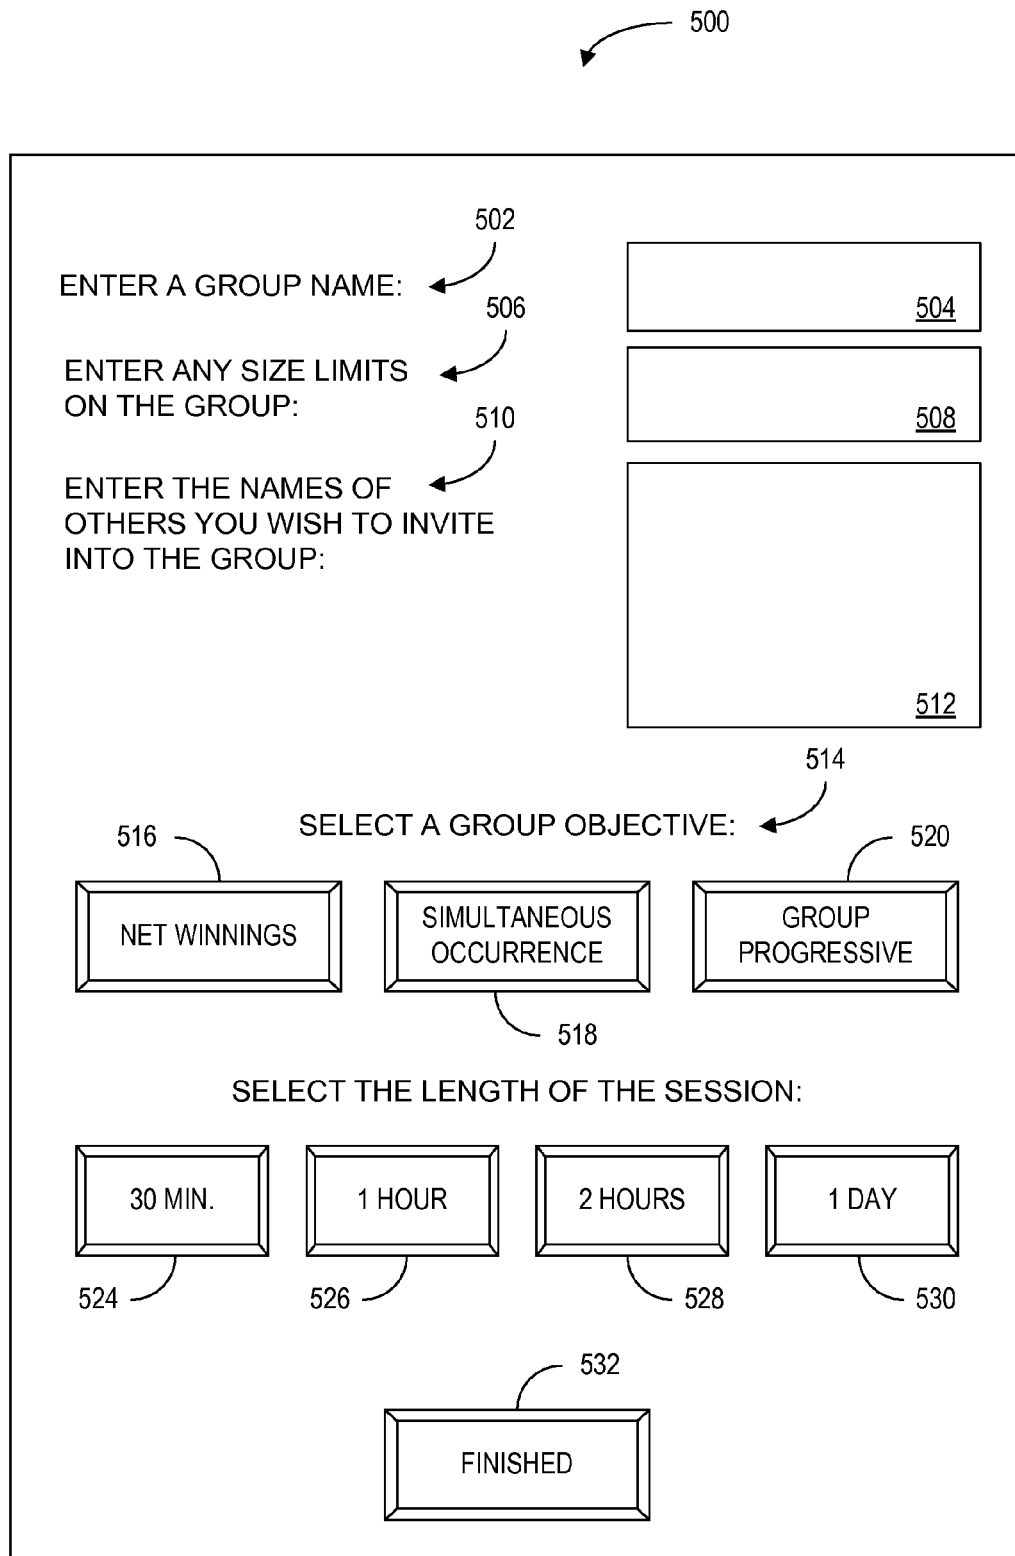 500
502
ENTER A GROUP NAME:
504
506
ENTER ANY SIZE LIMITS
ON THE GROUP:
508
510
ENTER THE NAMES OF
OTHERS YOU WISH TO INVITE
INTO THE GROUP:
512
514
SELECT A GROUP OBJECTIVE:
516
520
NET WINNINGS
SIMULTANEOUS
OCCURRENCE
GROUP
PROGRESSIVE
518
SELECT THE LENGTH OF THE SESSION:
30 MIN.
1 HOUR
2 HOURS
1 DAY
524
526
528
530
532
FINISHED